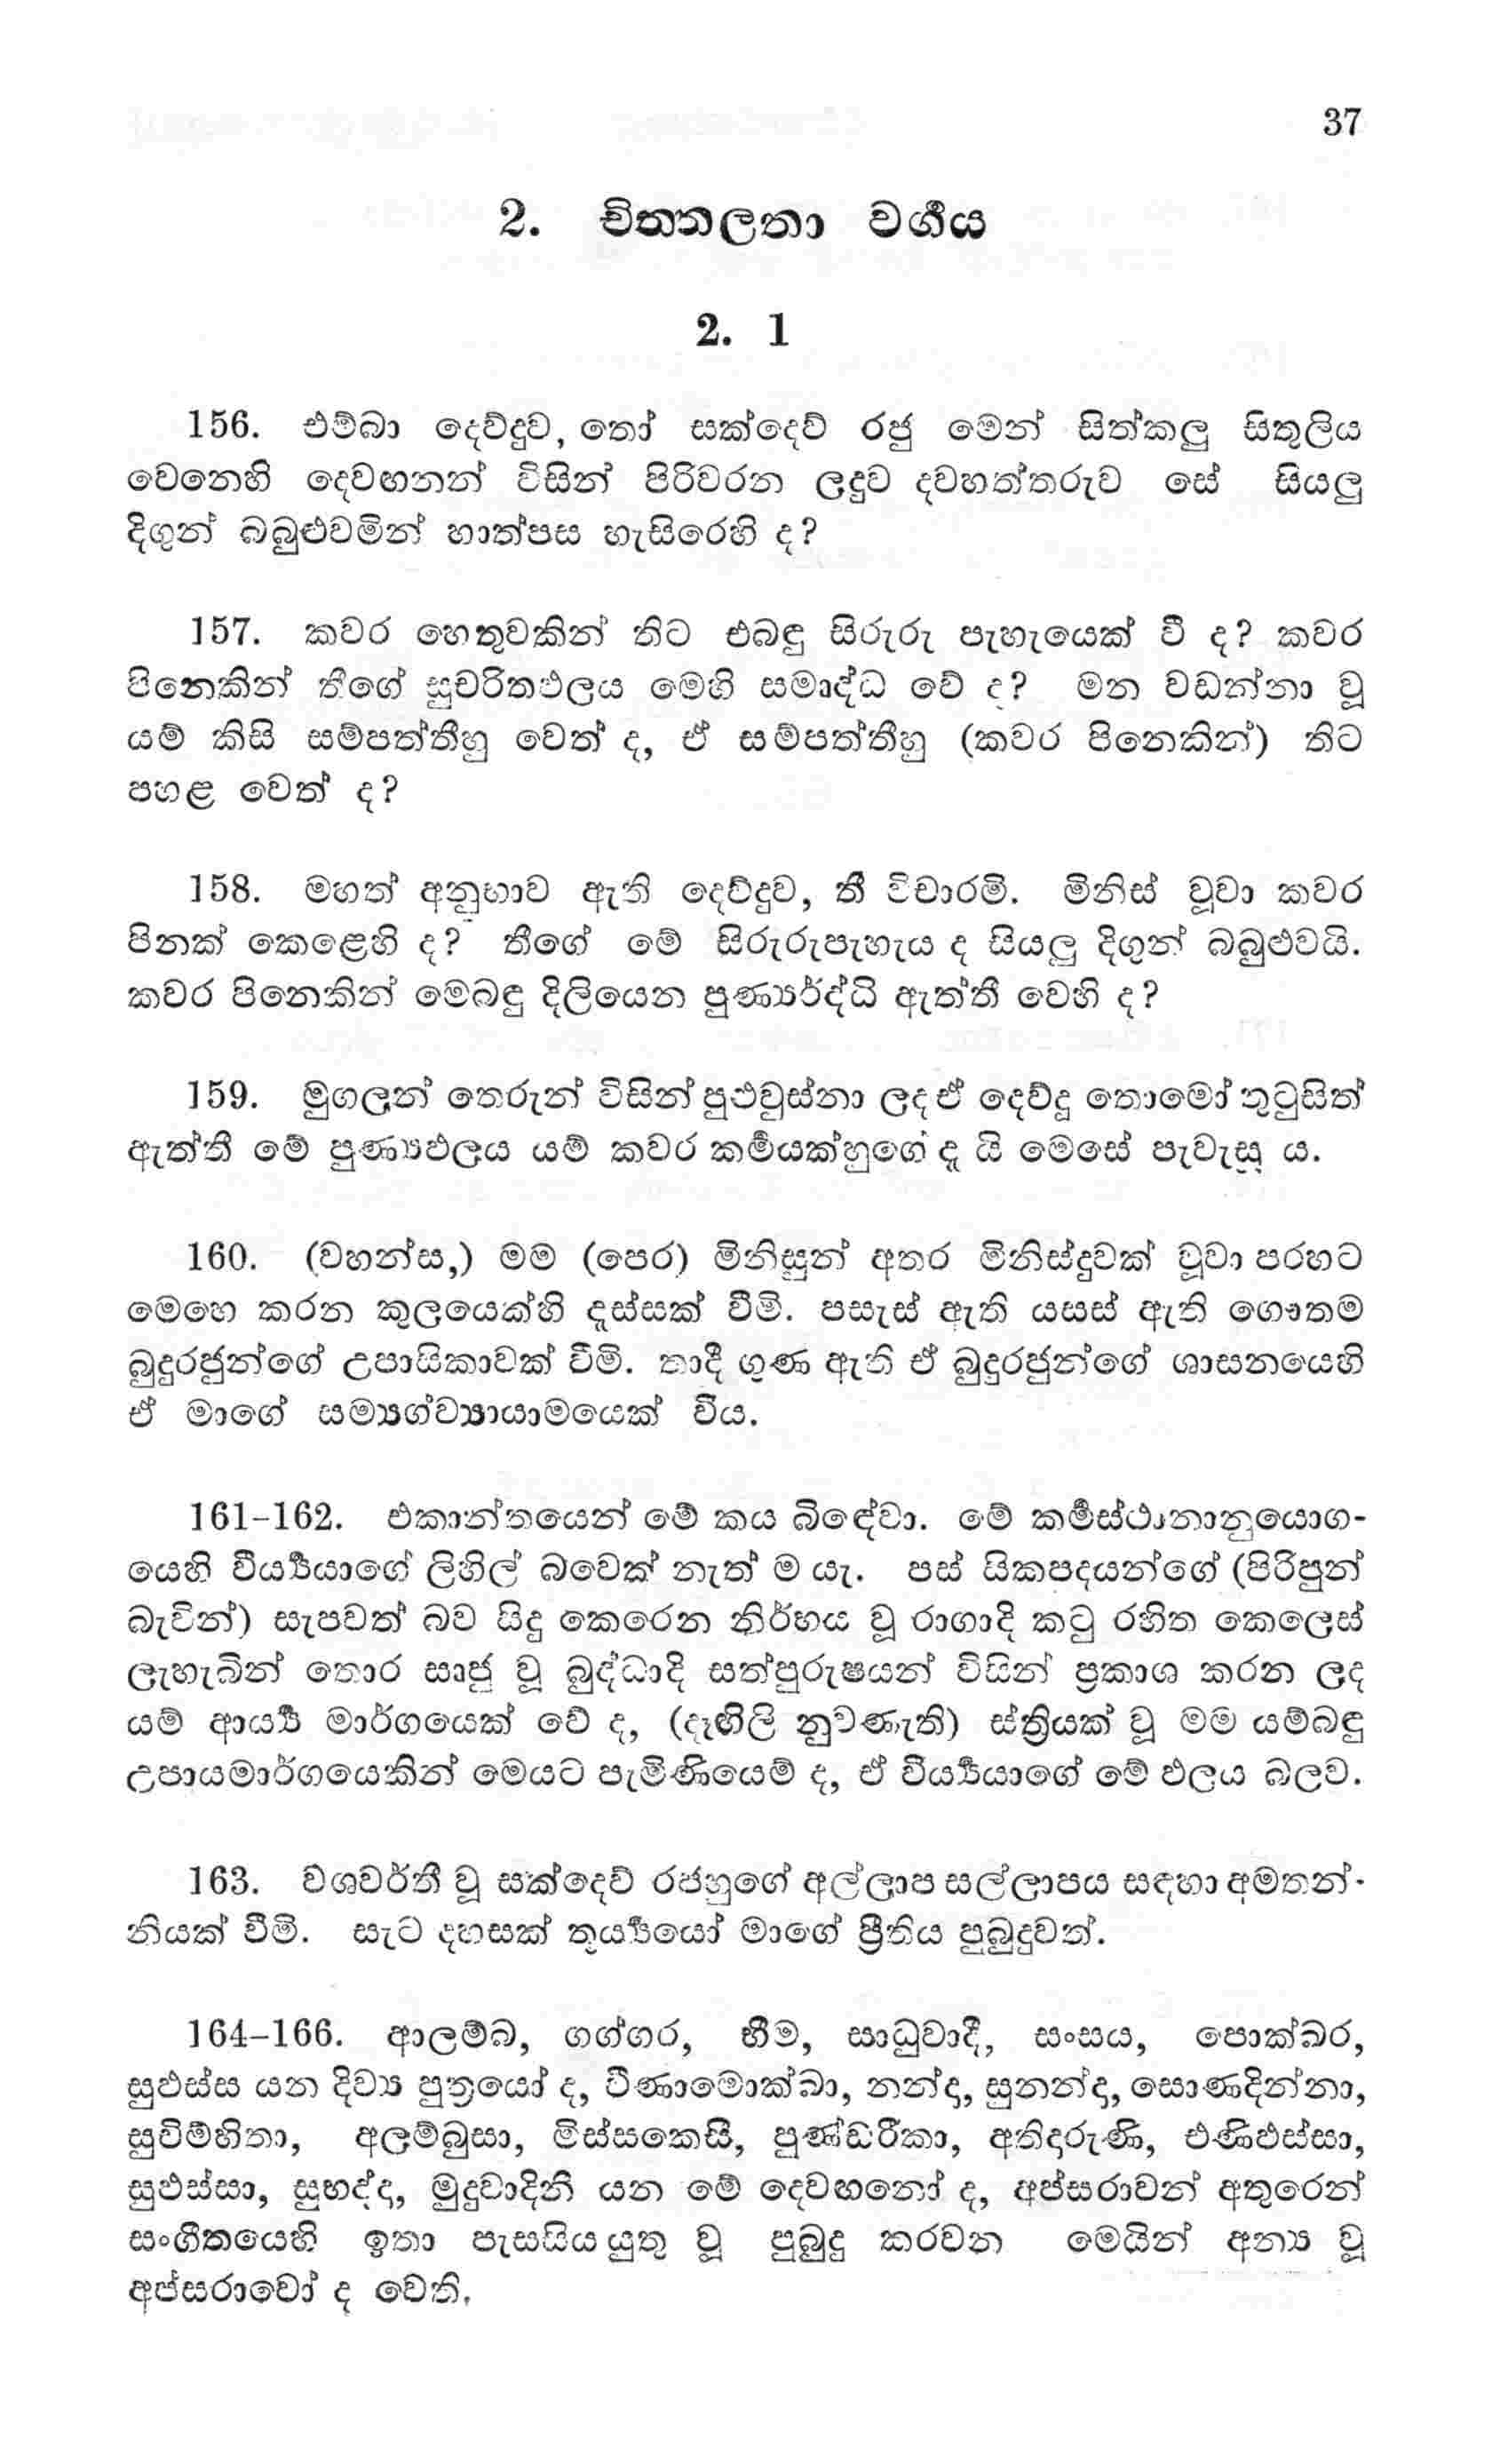 37
2. චිත්තලතා වර්‍ගය
2. 1
156. එම්බා දෙව්දුව, තෝ සක්දෙව් රජු මෙන් සිත්කලු සිතුලිය
වෙනෙහි දෙවඟනන් විසින් පිරිවරන ලදුව දවහත්තරුව සේ සියලු
දිගුන් බබුළුවමින් හාත්පස හැසිරෙහි ද?
157. කවර හෙතුවකින් තිට එබඳු සිරුරු පැහැයෙක් වී ද? කවර
පිනෙකින් තීගේ සුචරිතඵලය මෙහි සමෘද්ධ වේ ද? මන වඩන්නා වූ
යම් කිසි සම්පත්තීහු වෙත් ද, ඒ සම්පත්තීහු (කවර පිනෙකින්) තිට
පහළ වෙත් ද?
158. මහත් අනුභාව ඇති දෙව්දුව, තී විචාරමි. මිනිස් වූවා කවර
පිනක් කෙළෙහි ද? තීගේ මේ සිරුරුපැහැය ද සියලු දිගුන් බබුළුවයි.
කවර පිනෙකින් මෙබඳු දිලියෙන පුණ්‍යර්ද්ධි ඇත්තී වෙහි ද?
159. මුගලන් තෙරුන් විසින් පුළුවුස්නා ලද ඒ දෙව්දූ තොමෝ තුටුසිත්
ඇත්තී මේ පුණ්‍යඵලය යම් කවර කර්‍මයක්හුගේ දැ යි මෙසේ පැවැසූ ය.
160. (වහන්ස,) මම (පෙර) මිනිසුන් අතර මිනිස්දුවක් වූවා පරහට
මෙහෙ කරන කුලයෙක්හි දැස්සක් වීමි. පසැස් ඇති යසස් ඇති ගෞතම
බුදුරජුන්ගේ උපාසිකාවක් වීමි. තාදී ගුණ ඇති ඒ බුදුරජුන්ගේ ශාසනයෙහි
ඒ මාගේ සම්‍යග්ව්‍යායාමයෙක් වීය.
161-162. එකාන්තයෙන් මේ කය බිඳේවා. මේ කර්‍මස්ථානානුයොග-
යෙහි වීර්‍ය්‍යයාගේ ලිහිල් බවෙක් නැත් ම යැ. පස් සිකපදයන්ගේ (පිරිපුන්
බැවින්) සැපවත් බව සිදු කෙරෙන නිර්භය වූ රාගාදි කටු රහිත කෙලෙස්
ලැහැබින් තොර සෘජු වූ බුද්ධාදි සත්පුරුෂයන් විසින් ප්‍රකාශ කරන ලද
යම් ආර්‍ය්‍ය මාර්ගයෙක් වේ ද, (දෑඟිලි නුවණැති) ස්ත්‍රියක් වූ මම යම්බඳු
උපායමාර්ගයෙකින් මෙයට පැමිණියෙම් ද, ඒ වීර්‍ය්‍යයාගේ මේ ඵලය බලව.
163. වශවර්තී වූ සක්දෙව් රජහුගේ අල්ලාප සල්ලාපය සඳහා අමතන්-
නියක් වීමි. සැට දහසක් තූර්‍ය්‍යයෝ මාගේ ප්‍රීතිය පුබුදුවත්.
164-166. ආලම්බ, ගග්ගර, භීම, සාධුවාදී, සංසය, පොක්ඛර,
සුඵස්ස යන දිව්‍ය පුත්‍රයෝ ද, වීණාමොක්ඛා, නන්දා, සුනන්දා, සොණදින්නා,
සුවිම්හිතා, අලම්බුසා, මිස්සකෙසී, පුණ්ඩරීකා, අතිදාරුණි, එණිඵස්සා,
සුඵස්සා, සුභද්දා, මුදුවාදිනී යන මේ දෙවඟනෝ ද, අප්සරාවන් අතුරෙන්
සංගීතයෙහි ඉතා පැසසිය යුතු වූ පුබුදු කරවන මෙයින් අන්‍ය වූ
අප්සරාවෝ ද වෙති.